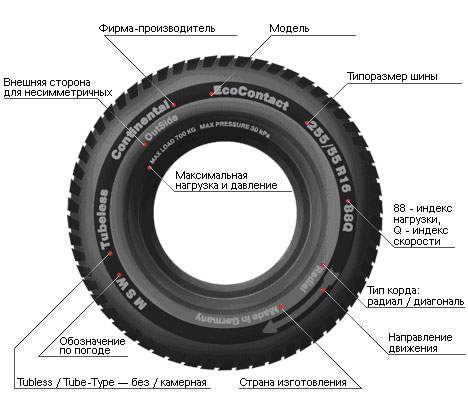 Фирма-производитель
Модель
Внешняя сторона
для несимметричных
Типоразмер шины
Continental
EcoContact
OutSide
MAX LOAD 700 KG MAX PRESSURE 50 kPa
255/55 R16
88Q
Максимальная
нагрузка и давление
88 - индекс
нагрузки,
Q - индекс
скорости
Tubeless
M S W
Radial
Made in Germany
Тип корда:
радиал / диагональ
Направление
движения
Обозначение
по погоде
Tubless / Tube-Type — без / камерная
Страна изготовления